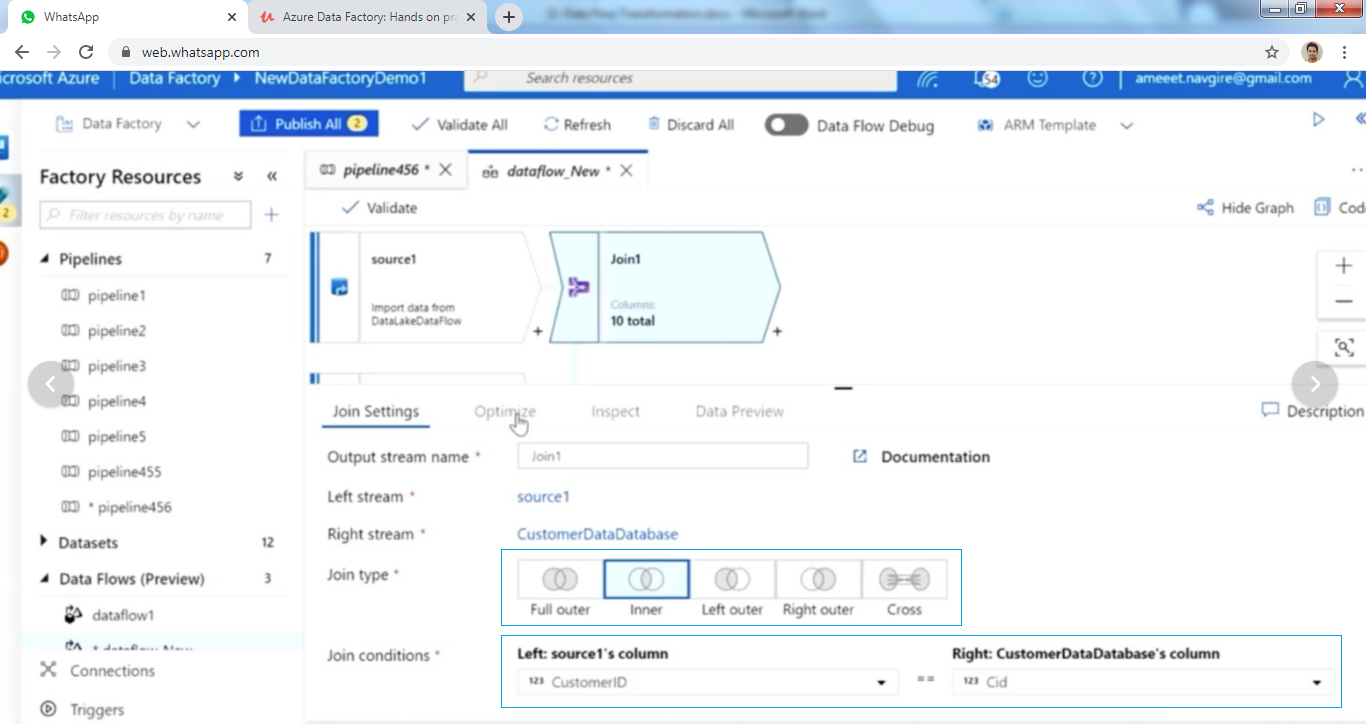 WhatsApp
Azure Data Factory: Hands on pra
web.whatsapp.com
icrosoft Azure Data Factory NewDataFactoryDemo1 Search resources 54 ameeet.navgire@gmail.com
Data Factory Publish All 2 Validate All Refresh Discard All Data Flow Debug ARM Template
Factory Resources
pipeline456 *
dataflow_New *
2
Filter resources by name
Validate
Hide Graph
Cod
Pipelines 7
pipeline1
pipeline2
pipeline3
pipeline4
pipeline5
pipeline455
* pipeline456
Datasets 12
Data Flows (Preview) 3
dataflow1
* dataflow_New
Connections
Triggers
source1
Import data from
DataLakeDataFlow
+
Join1
Columns:
10 total
+
Join Settings Optimize Inspect Data Preview Description
Output stream name * Join1 Documentation
Left stream * source1
Right stream * CustomerDataDatabase
Join type *
Full outer Inner Left outer Right outer Cross
Join conditions * Left: source1's column Right: CustomerDataDatabase's column
123 CustomerID == 123 Cid